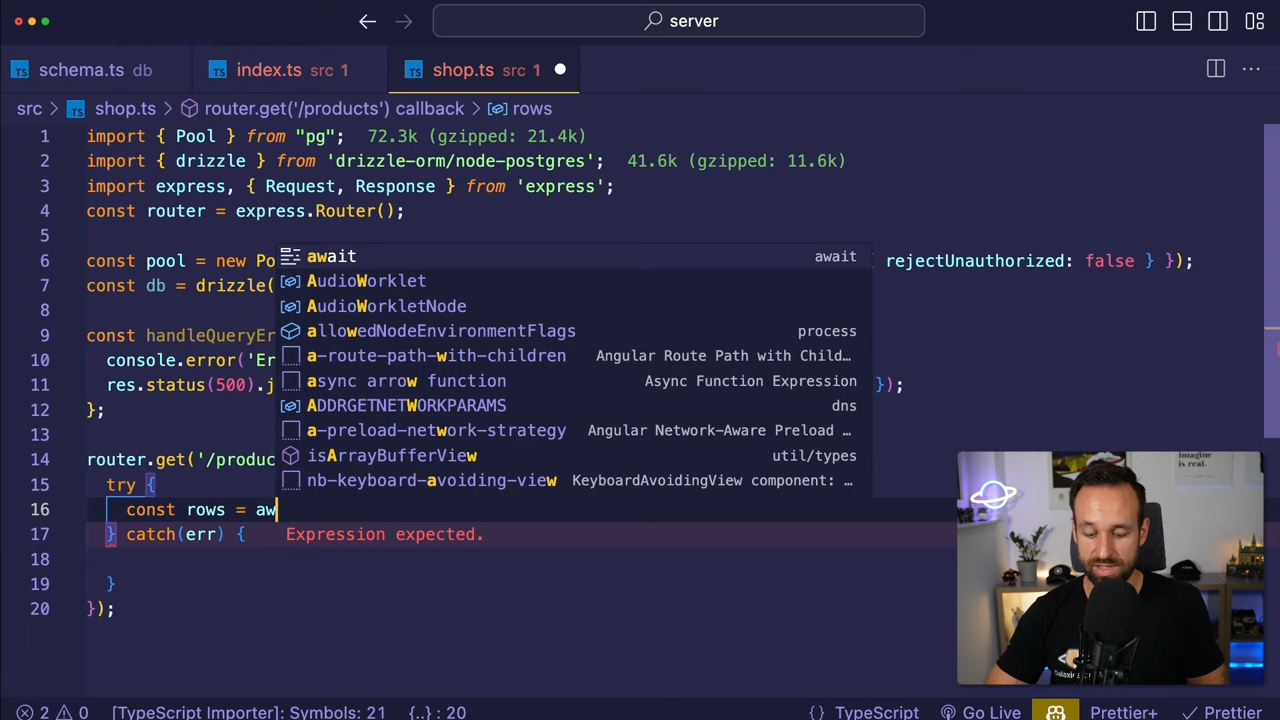 server
schema.ts db
index.ts src 1
shop.ts src 1
src > shop.ts > router.get('/products') callback > rows
1 import { Pool } from "pg"; 72.3k (gzipped: 21.4k)
2 import { drizzle } from 'drizzle-orm/node-postgres'; 41.6k (gzipped: 11.6k)
3 import express, { Request, Response } from 'express';
4 const router = express.Router();
5
6 const pool = new Po rejectUnauthorized: false } });
7 const db = drizzle(
8
9 const handleQueryEr
10 console.error('Er
11 res.status(500).j });
12 };
13
14 router.get('/produc
15 try {
16 const rows = aw
17 } catch(err) { Expression expected.
18
19 }
20 });
await await
AudioWorklet
AudioWorkletNode
allowedNodeEnvironmentFlags process
a-route-path-with-children Angular Route Path with Child…
async arrow function Async Function Expression
ADDRGETNETWORKPARAMS dns
a-preload-network-strategy Angular Network-Aware Preload …
isArrayBufferView util/types
nb-keyboard-avoiding-view KeyboardAvoidingView component: …
imagine
is real.
2 0 [TypeScript Importer]: Symbols: 21 {..} : 20 {} TypeScript Go Live Prettier+ Prettier